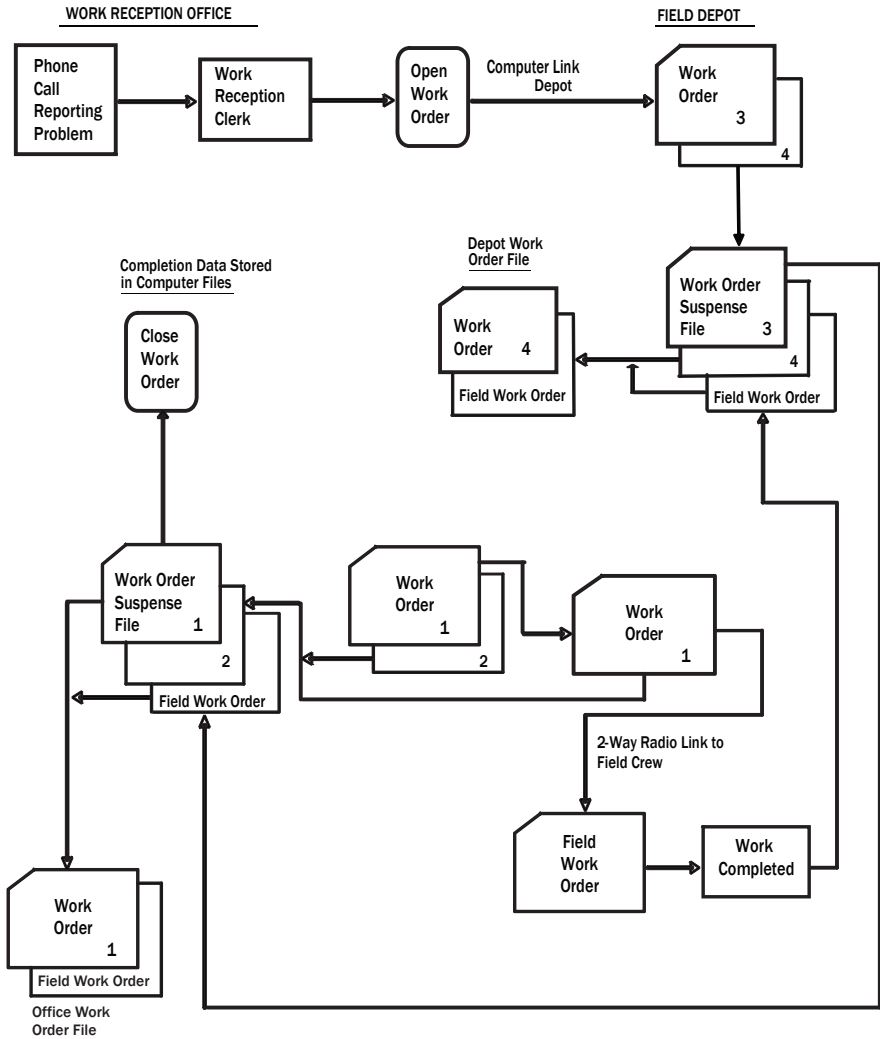 WORK RECEPTION OFFICE
FIELD DEPOT
Phone
Call
Reporting
Problem
Work
Reception
Clerk
Open
Work
Order
Computer Link
Depot
Work
Order
3
4
Completion Data Stored
in Computer Files
Close
Work
Order
Depot Work
Order File
Work
Order 4
Field Work Order
Work Order
Suspense
File 3
4
Field Work Order
Work Order
Suspense
File 1
2
Field Work Order
Work
Order
1
2
Work
Order
1
2-Way Radio Link to
Field Crew
Field
Work
Order
Work
Completed
Work
Order
1
Field Work Order
Office Work
Order File